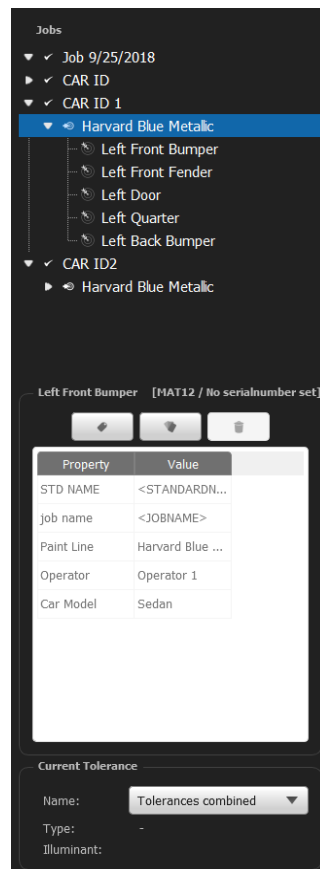 Jobs
Job 9/25/2018
CAR ID
CAR ID 1
Harvard Blue Metallic
Left Front Bumper
Left Front Fender
Left Door
Left Quarter
Left Back Bumper
CAR ID2
Harvard Blue Metallic
Left Front Bumper [MAT12 / No serialnumber set]
Property Value
STD NAME <STANDARDN...
job name <JOBNAME>
Paint Line Harvard Blue ...
Operator Operator 1
Car Model Sedan
Current Tolerance
Name: Tolerances combined
Type: -
Illuminant: